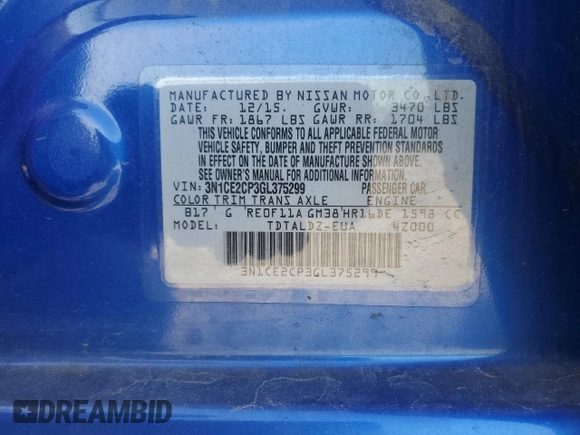 MANUFACTURED BY NISSAN MOTOR CO., LTD.
DATE: 12/15. GVWR: 3470 LBS
GAWR FR: 1867 LBS GAWR RR: 1704 LBS
THIS VEHICLE CONFORMS TO ALL APPLICABLE FEDERAL MOTOR
VEHICLE SAFETY, BUMPER AND THEFT PREVENTION STANDARDS
IN EFFECT ON THE DATE OF MANUFACTURE SHOWN ABOVE.
SEE OWNER'S MANUAL FOR ADDITIONAL INFORMATION.
VIN: 3N1CE2CP3GL375299 PASSENGER CAR
COLOR TRIM TRANS AXLE ENGINE
B17 G RE0F11A GM38 HR16DE 1598 CC
MODEL: TDTALDZ-EUA 4Z000
3N1CE2CP3GL375299
DREAMBID